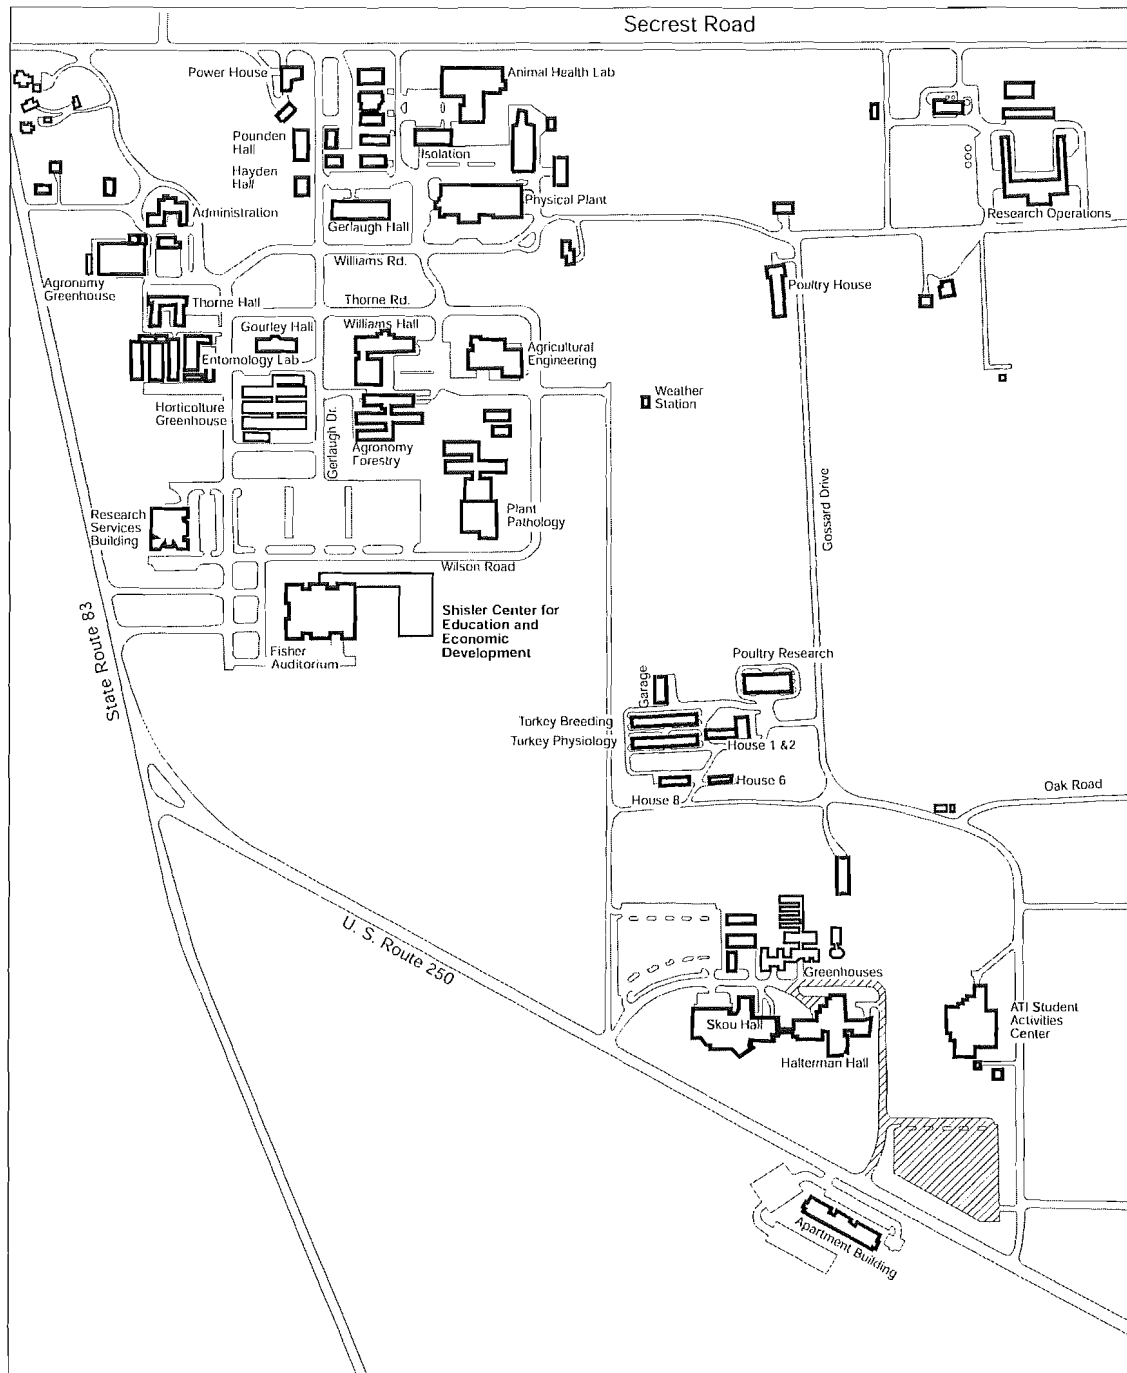 Secrest Road
Power House
Animal Health Lab
Pounden
Hall
Isolation
Hayden
Hall
Administration
Gerlaugh Hall
Physical Plant
Research Operations
Williams Rd.
Agronomy
Greenhouse
Poultry House
Thorne Hall
Thorne Rd.
Gourley Hall
Williams Hall
Entomology Lab
Agricultural
Engineering
Weather
Station
Horticulture
Greenhouse
Gerlaugh Dr.
Agronomy
Forestry
Gossard Drive
Research
Services
Building
Plant
Pathology
Wilson Road
State Route 83
Shisler Center for
Education and
Economic
Development
Fisher
Auditorium
Garage
Poultry Research
Turkey Breeding
Turkey Physiology
House 1 &2
House 6
House 8
Oak Road
U. S. Route 250
Greenhouses
Skou Hall
Halterman Hall
ATI Student
Activities
Center
Apartment Building